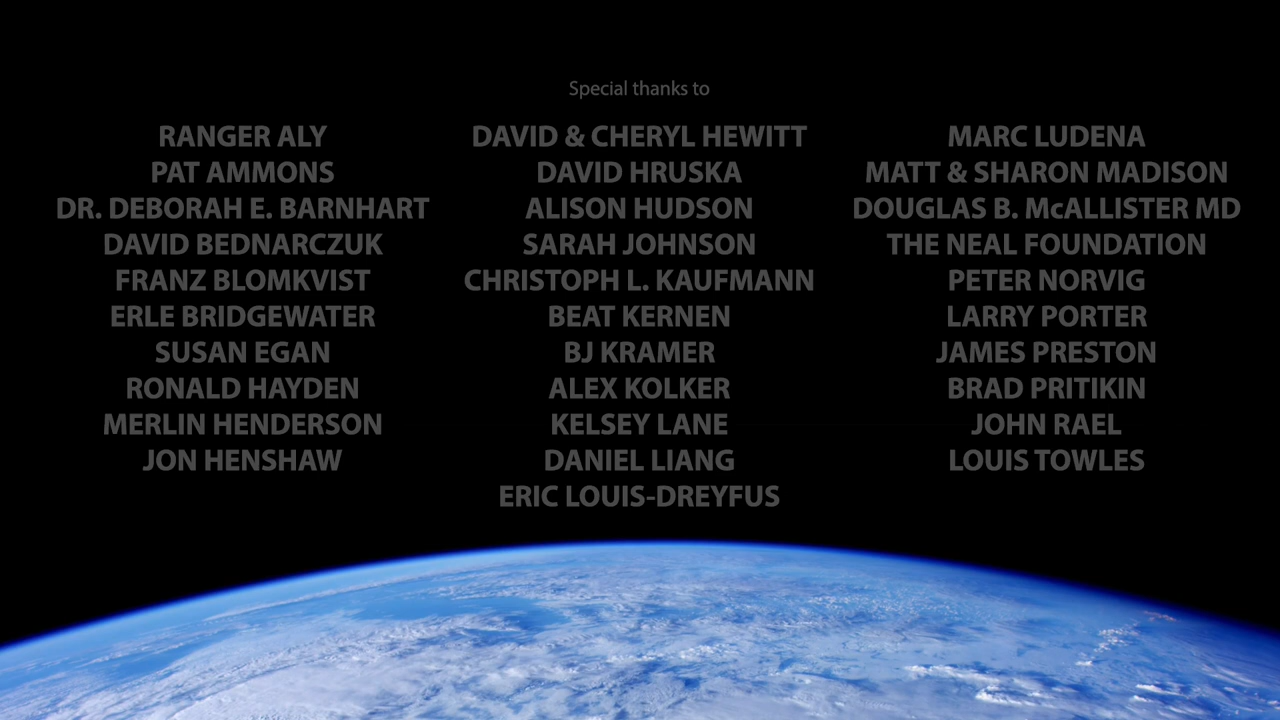 Special thanks to
RANGER ALY
PAT AMMONS
DR. DEBORAH E. BARNHART
DAVID BEDNARCZUK
FRANZ BLOMKVIST
ERLE BRIDGEWATER
SUSAN EGAN
RONALD HAYDEN
MERLIN HENDERSON
JON HENSHAW
DAVID & CHERYL HEWITT
DAVID HRUSKA
ALISON HUDSON
SARAH JOHNSON
CHRISTOPH L. KAUFMANN
BEAT KERNEN
BJ KRAMER
ALEX KOLKER
KELSEY LANE
DANIEL LIANG
ERIC LOUIS-DREYFUS
MARC LUDENA
MATT & SHARON MADISON
DOUGLAS B. McALLISTER MD
THE NEAL FOUNDATION
PETER NORVIG
LARRY PORTER
JAMES PRESTON
BRAD PRITIKIN
JOHN RAEL
LOUIS TOWLES